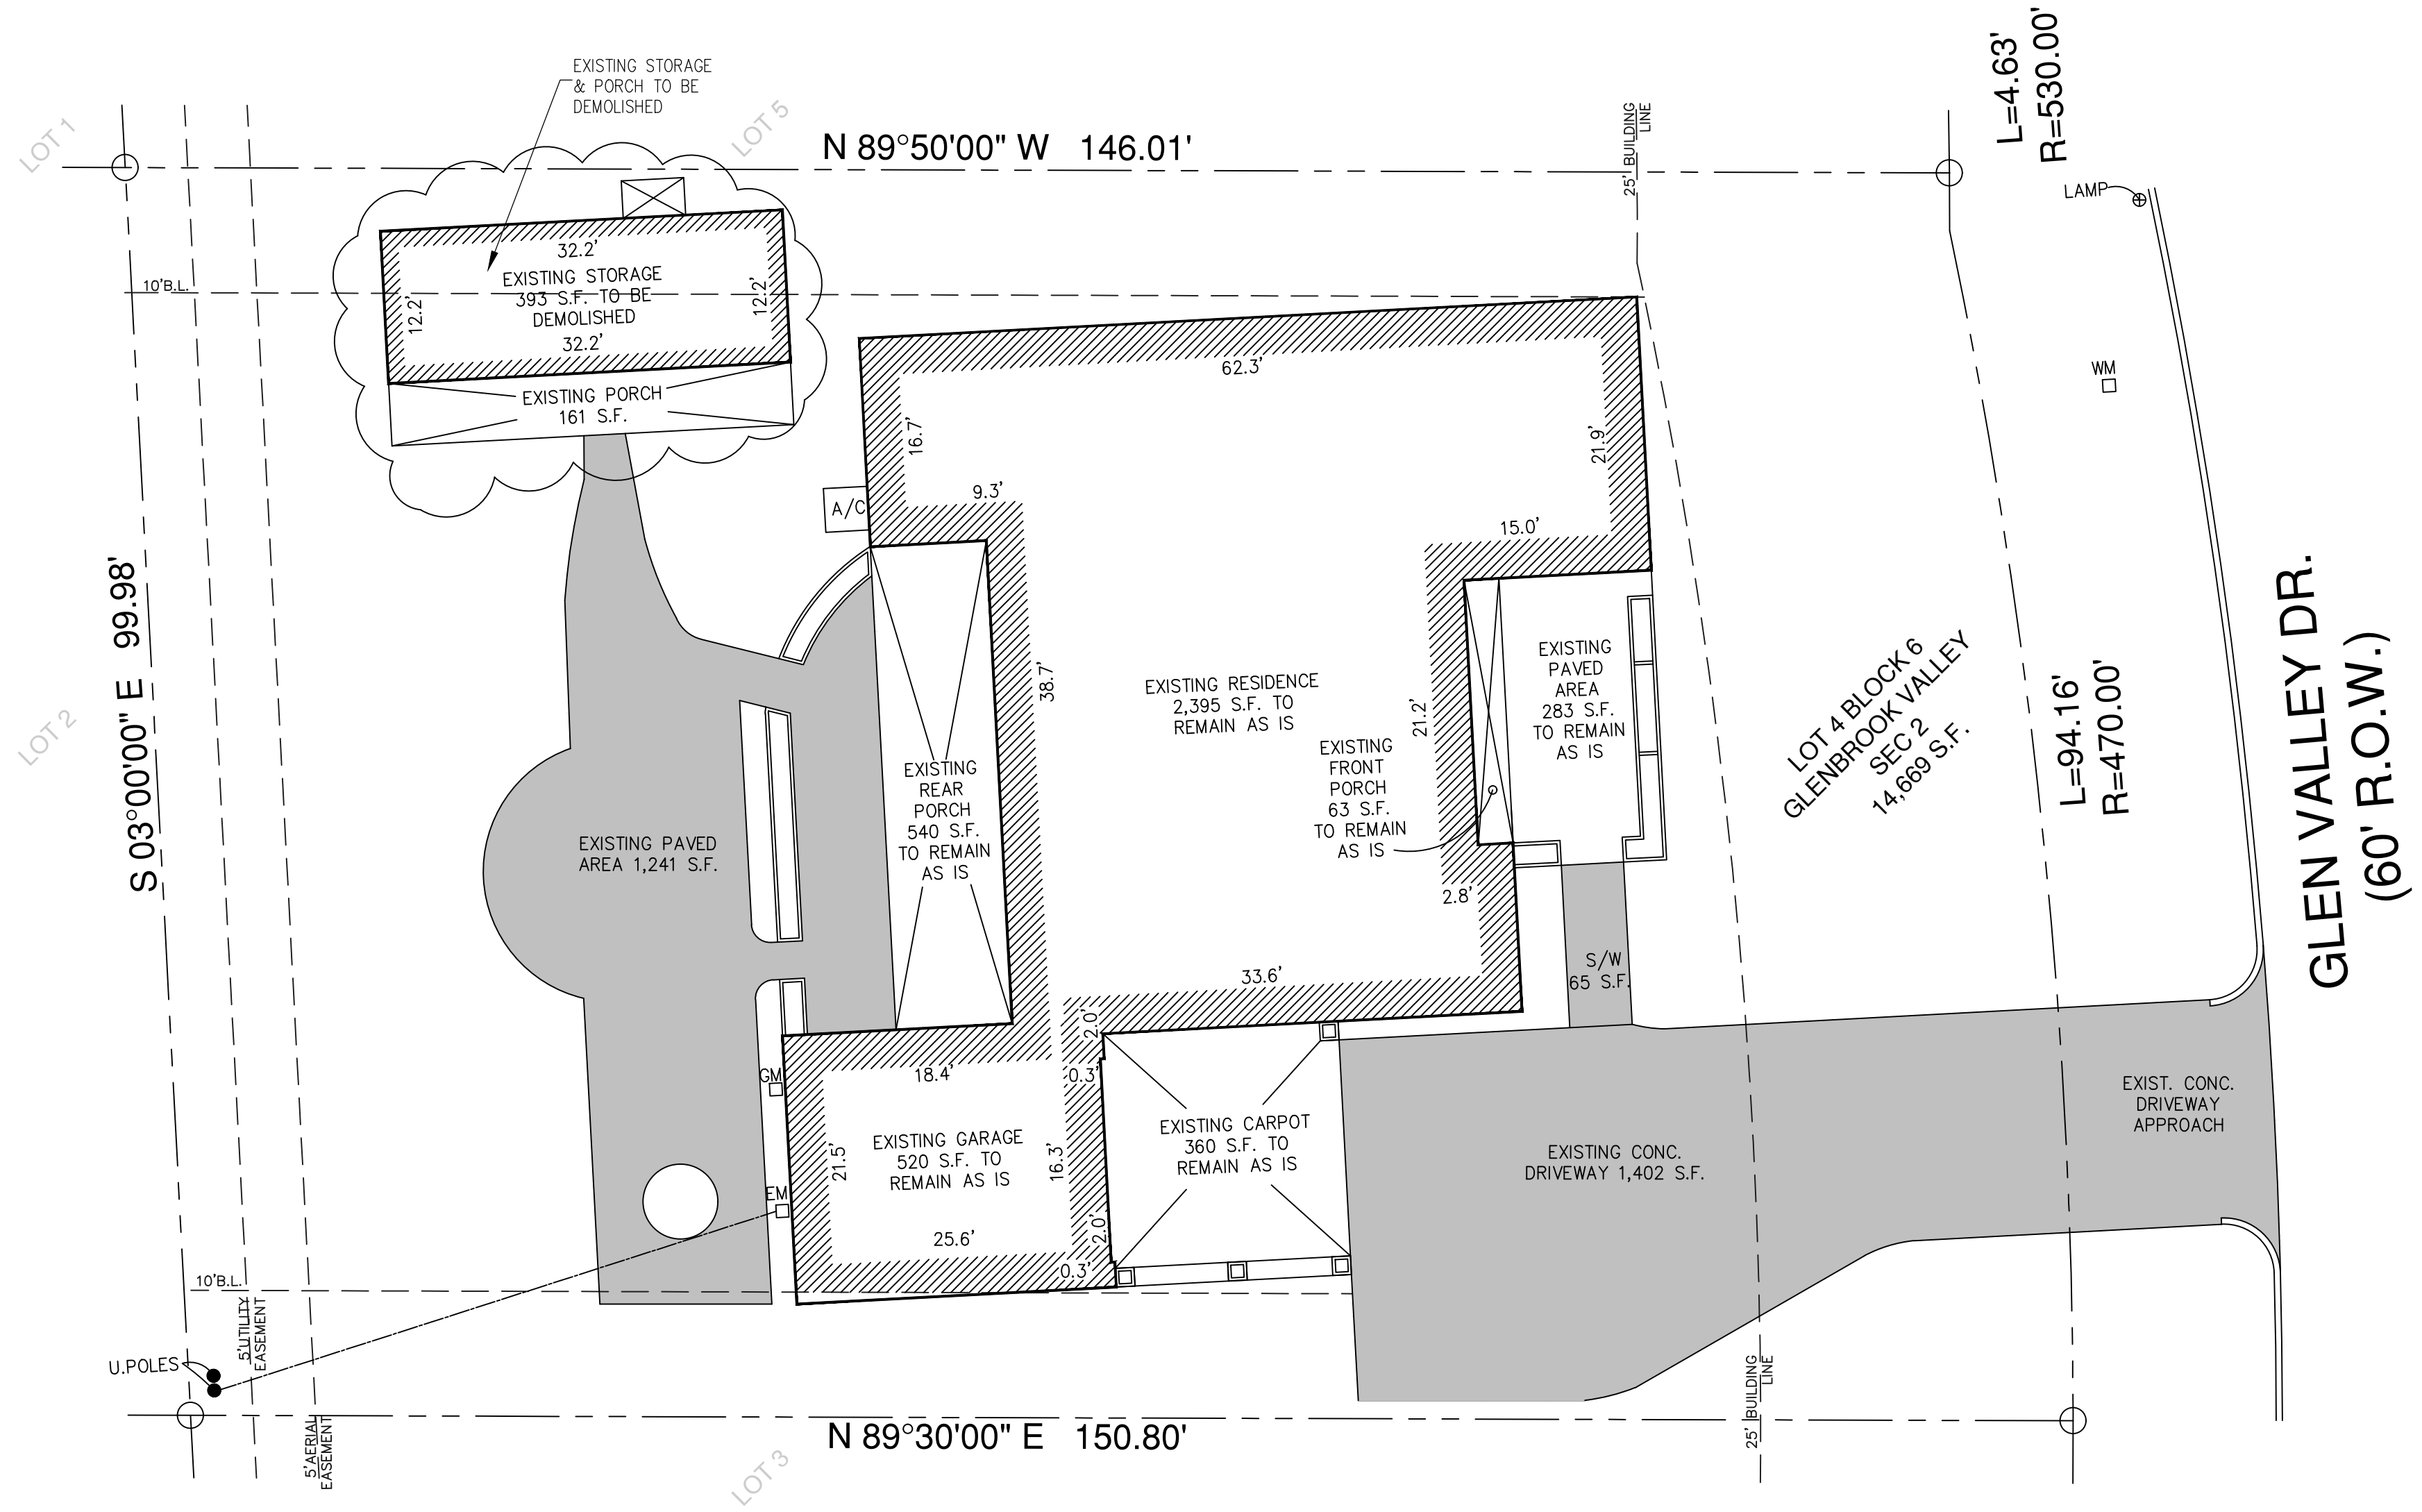 EXISTING STORAGE
& PORCH TO BE
DEMOLISHED
LOT 1
LOT 5
N 89°50'00" W 146.01'
25' BUILDING
LINE
L=4.63'
R=530.00'
LAMP
10'B.L.
32.2'
EXISTING STORAGE
393 S.F. TO BE
DEMOLISHED
32.2'
12.2'
12.2'
EXISTING PORCH
161 S.F.
WM
62.3'
16.7'
21.9'
9.3'
15.0'
A/C
S 03°00'00" E 99.98'
LOT 2
38.7'
EXISTING RESIDENCE
2,395 S.F. TO
REMAIN AS IS
21.2'
EXISTING
PAVED
AREA
283 S.F.
TO REMAIN
AS IS
EXISTING
FRONT
PORCH
63 S.F.
TO REMAIN
AS IS
LOT 4 BLOCK 6
GLENBROOK VALLEY
SEC 2
14,669 S.F.
L=94.16'
R=470.00'
GLEN VALLEY DR.
(60' R.O.W.)
EXISTING PAVED
AREA 1,241 S.F.
EXISTING
REAR
PORCH
540 S.F.
TO REMAIN
AS IS
2.8'
33.6'
S/W
65 S.F.
2.0'
GM
18.4'
0.3'
EXISTING GARAGE
520 S.F. TO
REMAIN AS IS
21.5'
16.3'
EXISTING CARPOT
360 S.F. TO
REMAIN AS IS
EXISTING CONC.
DRIVEWAY 1,402 S.F.
EXIST. CONC.
DRIVEWAY
APPROACH
EM
25.6'
2.0'
0.3'
10'B.L.
5'UTILITY
EASEMENT
U.POLES
5'AERIAL
EASEMENT
25' BUILDING
LINE
N 89°30'00" E 150.80'
LOT 3